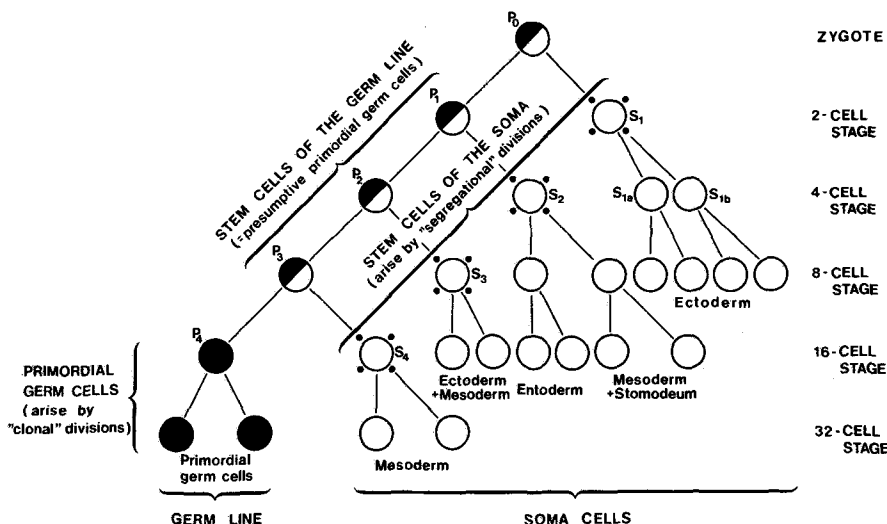 P0
ZYGOTE
STEM CELLS OF THE GERM LINE
(=presumptive primordial germ cells)
P1
S1
2-CELL
STAGE
STEM CELLS OF THE SOMA
(arise by "segregational" divisions)
P2
S2
S1a
S1b
4-CELL
STAGE
P3
S3
Ectoderm
8-CELL
STAGE
P4
S4
Ectoderm
+Mesoderm
Entoderm
Mesoderm
+Stomodeum
16-CELL
STAGE
PRIMORDIAL
GERM CELLS
(arise by
"clonal" divisions)
Primordial
germ cells
Mesoderm
32-CELL
STAGE
GERM LINE
SOMA CELLS